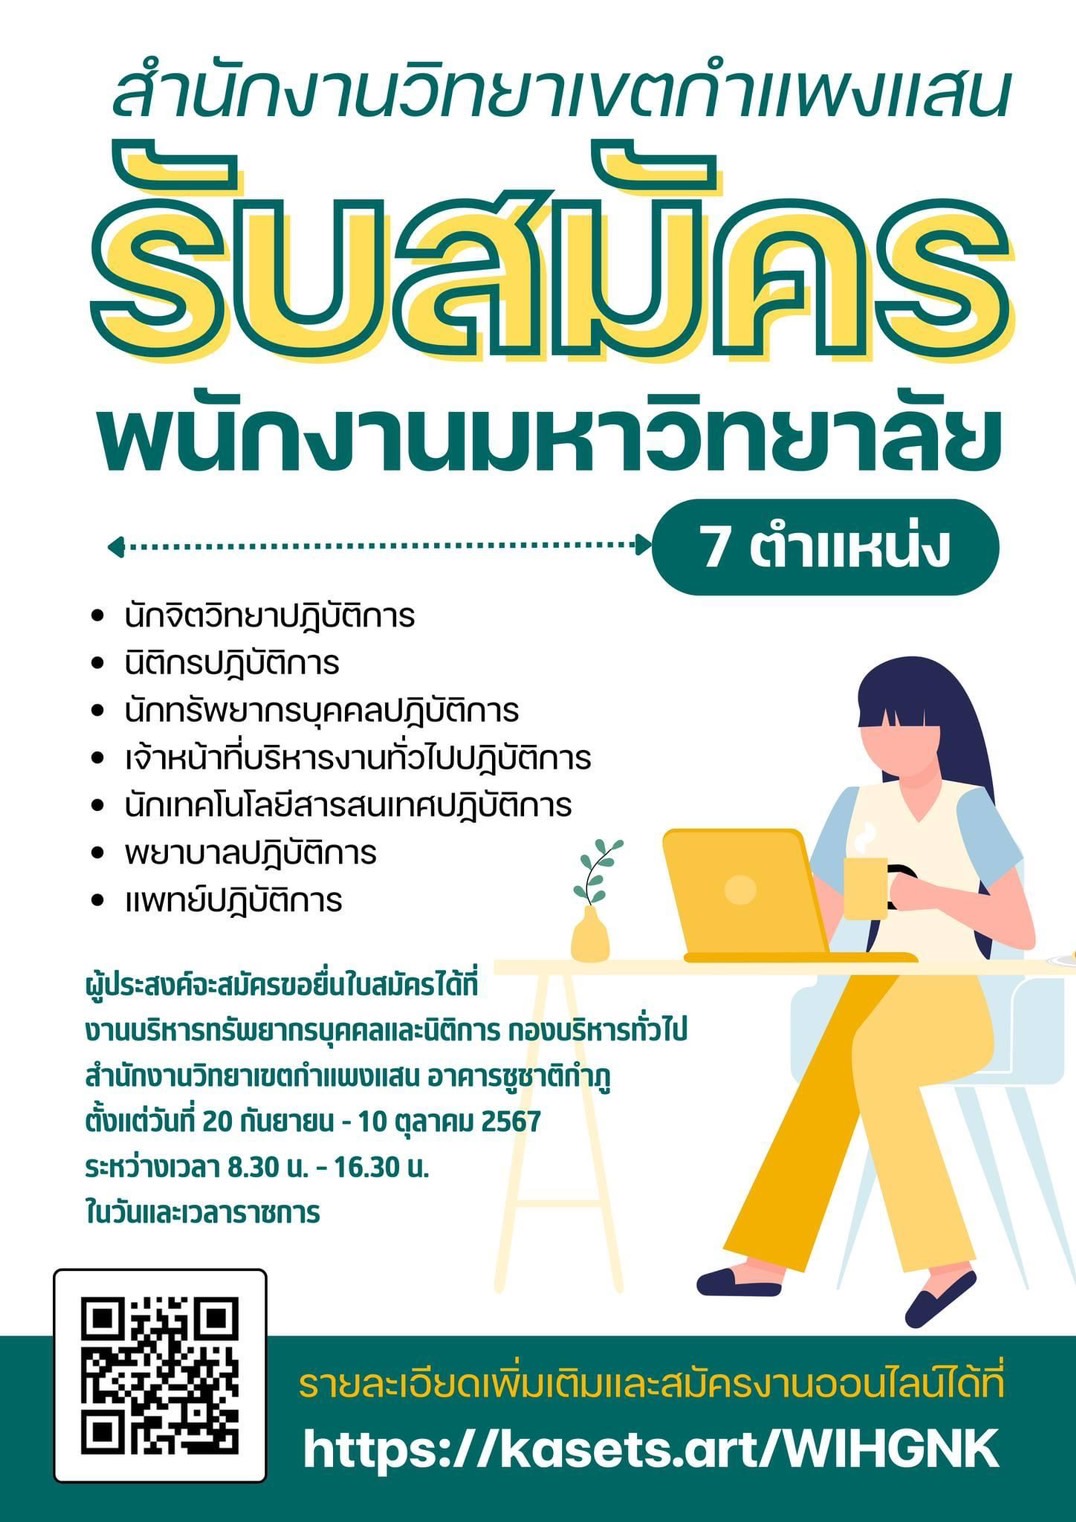 สำนักงานวิทยาเขตกำแพงแสน
รับสมัคร
พนักงานมหาวิทยาลัย
7 ตำแหน่ง
• นักจิตวิทยาปฏิบัติการ
• นิติกรปฏิบัติการ
• นักทรัพยากรบุคคลปฏิบัติการ
• เจ้าหน้าที่บริหารงานทั่วไปปฏิบัติการ
• นักเทคโนโลยีสารสนเทศปฏิบัติการ
• พยาบาลปฏิบัติการ
• แพทย์ปฏิบัติการ
ผู้ประสงค์จะสมัครขอยื่นใบสมัครได้ที่
งานบริหารทรัพยากรบุคคลและนิติการ กองบริหารทั่วไป
สำนักงานวิทยาเขตกำแพงแสน อาคารชูชาติกำภู
ตั้งแต่วันที่ 20 กันยายน - 10 ตุลาคม 2567
ระหว่างเวลา 8.30 น. – 16.30 น.
ในวันและเวลาราชการ
รายละเอียดเพิ่มเติมและสมัครงานออนไลน์ได้ที่
https://kasets.art/WIHGNK